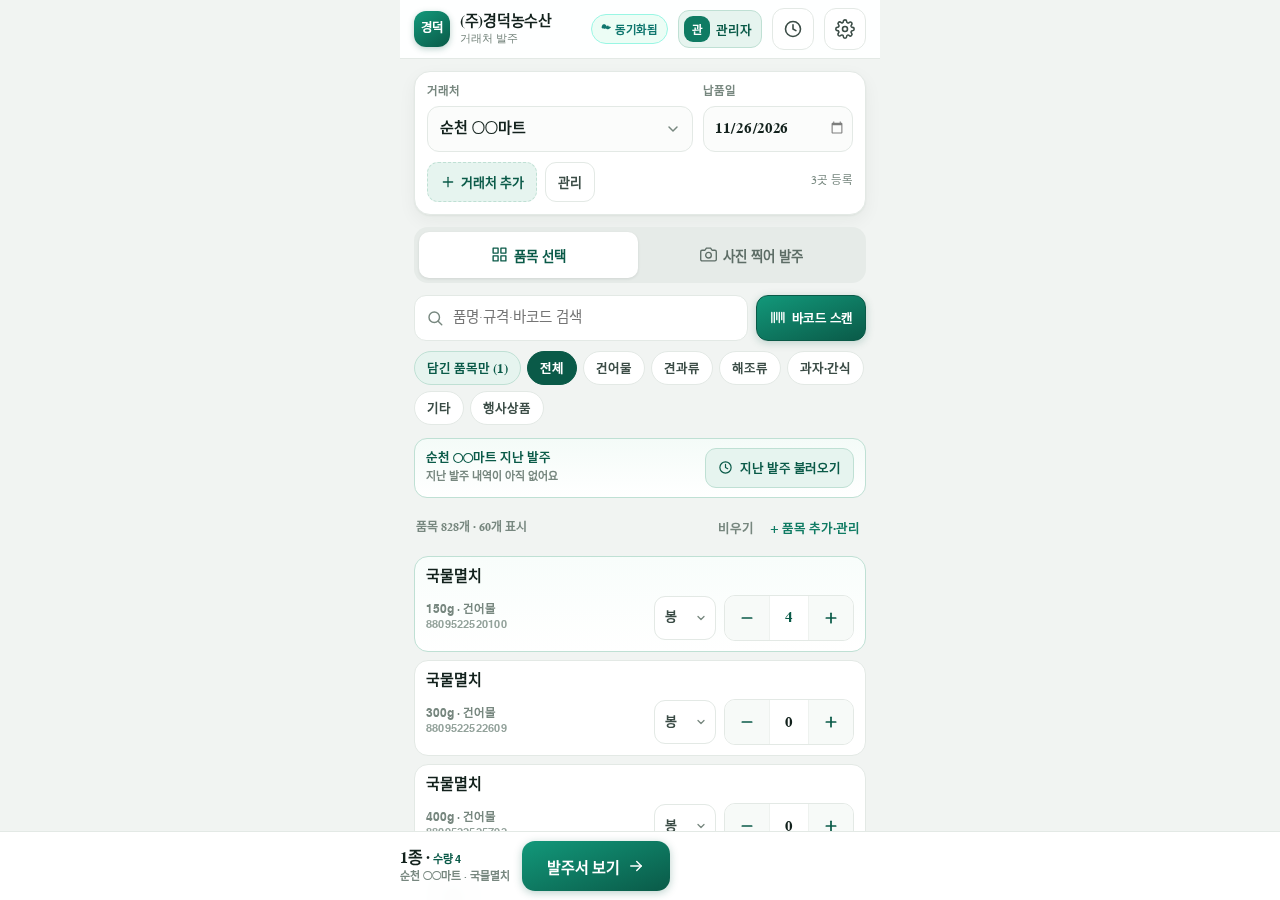 경덕
(주)경덕농수산
거래처 발주
동기화됨
관 관리자
거래처
납품일
순천 ○○마트
11/26/2026
거래처 추가
관리
3곳 등록
품목 선택
사진 찍어 발주
품명·규격·바코드 검색
바코드 스캔
담긴 품목만 (1)
전체
건어물
견과류
해조류
과자·간식
기타
행사상품
순천 ○○마트 지난 발주
지난 발주 내역이 아직 없어요
지난 발주 불러오기
품목 828개 · 60개 표시
비우기
+ 품목 추가·관리
국물멸치
150g · 건어물
8809522520100
봉
− 4 +
국물멸치
300g · 건어물
8809522522609
봉
− 0 +
국물멸치
400g · 건어물
봉
− 0 +
1종 · 수량 4
순천 ○○마트 · 국물멸치
발주서 보기 →